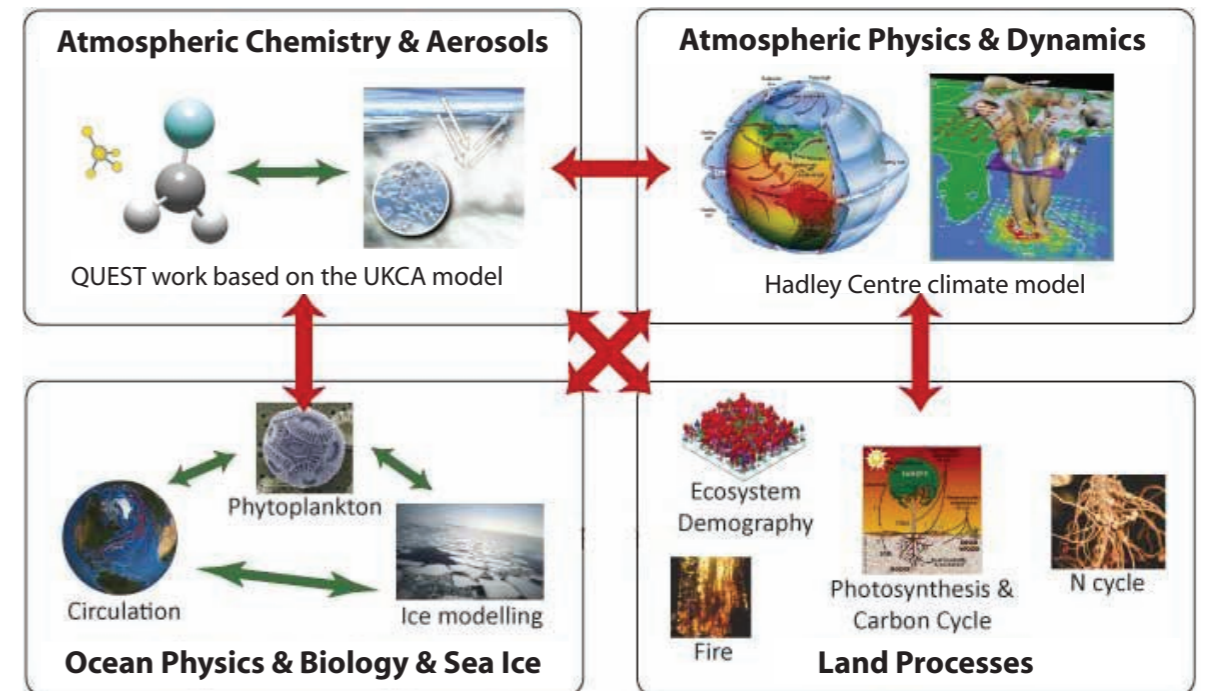 Atmospheric Chemistry & Aerosols
QUEST work based on the UKCA model
Atmospheric Physics & Dynamics
Hadley Centre climate model
Phytoplankton
Circulation
Ice modelling
Ocean Physics & Biology & Sea Ice
Ecosystem
Demography
Fire
Photosynthesis &
Carbon Cycle
N cycle
Land Processes